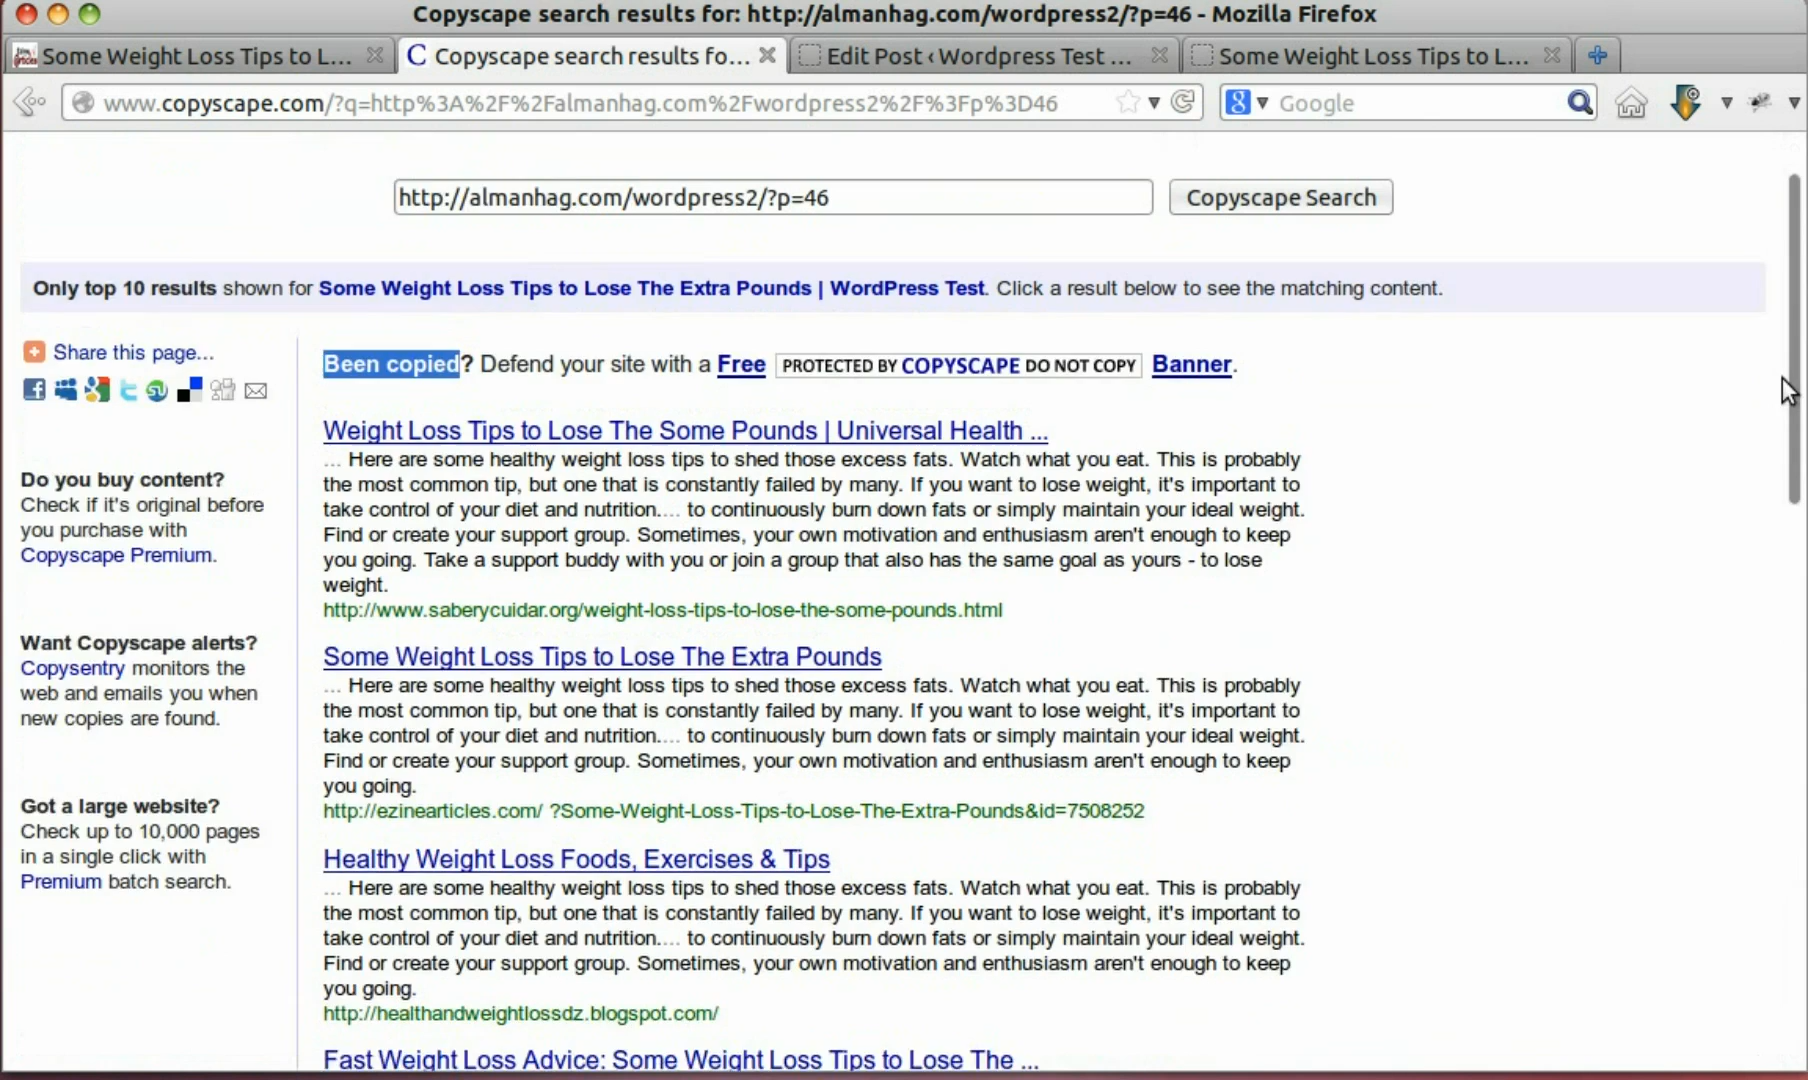 Copyscape search results for: http://almanhag.com/wordpress2/?p=46 - Mozilla Firefox
Some Weight Loss Tips to L...
Copyscape search results fo...
Edit Post ‹ Wordpress Test ...
Some Weight Loss Tips to L...
www.copyscape.com/?q=http%3A%2F%2Falmanhag.com%2Fwordpress2%2F%3Fp%3D46
Google
http://almanhag.com/wordpress2/?p=46
Copyscape Search
Only top 10 results shown for Some Weight Loss Tips to Lose The Extra Pounds | WordPress Test. Click a result below to see the matching content.
Share this page...
Do you buy content?
Check if it's original before
you purchase with
Copyscape Premium.
Want Copyscape alerts?
Copysentry monitors the
web and emails you when
new copies are found.
Got a large website?
Check up to 10,000 pages
in a single click with
Premium batch search.
Been copied? Defend your site with a Free PROTECTED BY COPYSCAPE DO NOT COPY Banner.
Weight Loss Tips to Lose The Some Pounds | Universal Health ...
... Here are some healthy weight loss tips to shed those excess fats. Watch what you eat. This is probably
the most common tip, but one that is constantly failed by many. If you want to lose weight, it's important to
take control of your diet and nutrition.... to continuously burn down fats or simply maintain your ideal weight.
Find or create your support group. Sometimes, your own motivation and enthusiasm aren't enough to keep
you going. Take a support buddy with you or join a group that also has the same goal as yours - to lose
weight.
http://www.saberycuidar.org/weight-loss-tips-to-lose-the-some-pounds.html
Some Weight Loss Tips to Lose The Extra Pounds
... Here are some healthy weight loss tips to shed those excess fats. Watch what you eat. This is probably
the most common tip, but one that is constantly failed by many. If you want to lose weight, it's important to
take control of your diet and nutrition.... to continuously burn down fats or simply maintain your ideal weight.
Find or create your support group. Sometimes, your own motivation and enthusiasm aren't enough to keep
you going.
http://ezinearticles.com/ ?Some-Weight-Loss-Tips-to-Lose-The-Extra-Pounds&id=7508252
Healthy Weight Loss Foods, Exercises & Tips
... Here are some healthy weight loss tips to shed those excess fats. Watch what you eat. This is probably
the most common tip, but one that is constantly failed by many. If you want to lose weight, it's important to
take control of your diet and nutrition.... to continuously burn down fats or simply maintain your ideal weight.
Find or create your support group. Sometimes, your own motivation and enthusiasm aren't enough to keep
you going.
http://healthandweightlossdz.blogspot.com/
Fast Weight Loss Advice: Some Weight Loss Tips to Lose The ...